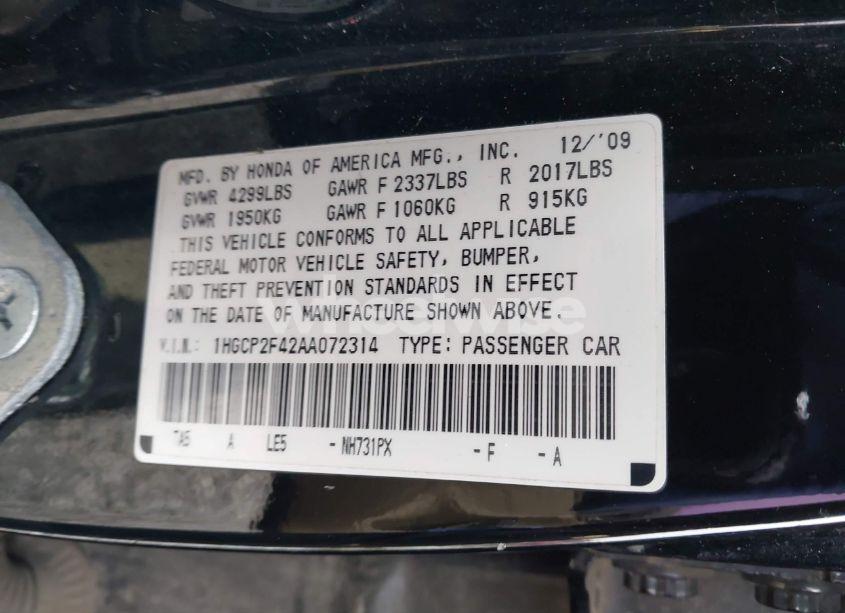 MFD. BY HONDA OF AMERICA MFG., INC. 12/'09
GVWR 4299LBS GAWR F 2337LBS R 2017LBS
GVWR 1950KG GAWR F 1060KG R 915KG
THIS VEHICLE CONFORMS TO ALL APPLICABLE
FEDERAL MOTOR VEHICLE SAFETY, BUMPER,
AND THEFT PREVENTION STANDARDS IN EFFECT
ON THE DATE OF MANUFACTURE SHOWN ABOVE.
wheelwise
V.I.N.: 1HGCP2F42AA072314 TYPE: PASSENGER CAR
TA5 A LE5 -NH731PX -F -A